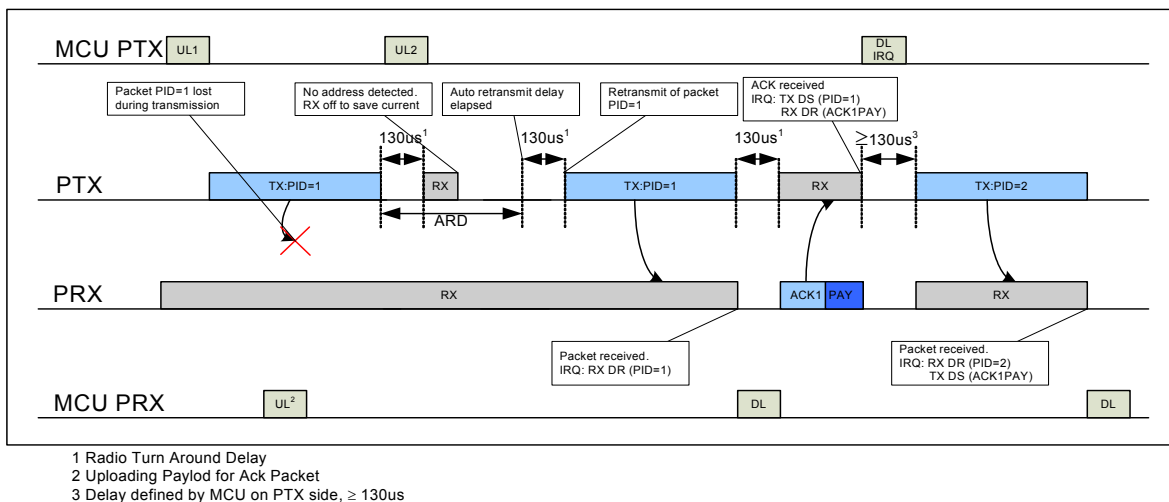 MCU PTX
UL1
UL2
DL
IRQ
Packet PID=1 lost
during transmission
No address detected.
RX off to save current
Auto retransmit delay
elapsed
Retransmit of packet
PID=1
ACK received
IRQ: TX DS (PID=1)
RX DR (ACK1PAY)
130us¹
130us¹
130us¹
≥130us³
PTX
TX:PID=1
RX
TX:PID=1
RX
TX:PID=2
ARD
PRX
RX
ACK1
PAY
RX
Packet received.
IRQ: RX DR (PID=1)
Packet received.
IRQ: RX DR (PID=2)
TX DS (ACK1PAY)
MCU PRX
UL²
DL
DL
1 Radio Turn Around Delay
2 Uploading Paylod for Ack Packet
3 Delay defined by MCU on PTX side, ≥ 130us